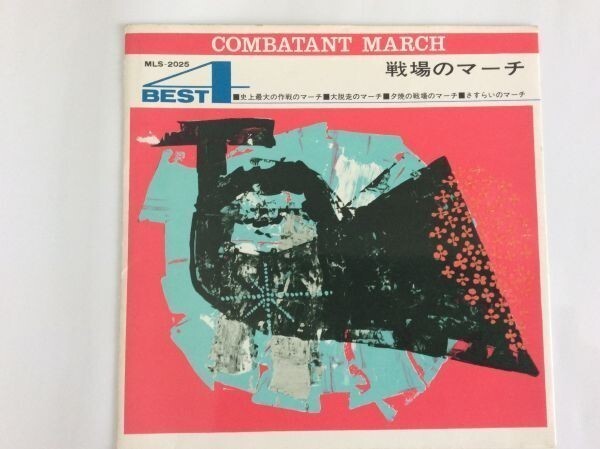 COMBATANT MARCH
MLS-2025
戦場のマーチ
BEST 4
■史上最大の作戦のマーチ■大脱走のマーチ■夕焼の戦場のマーチ■さすらいのマーチ